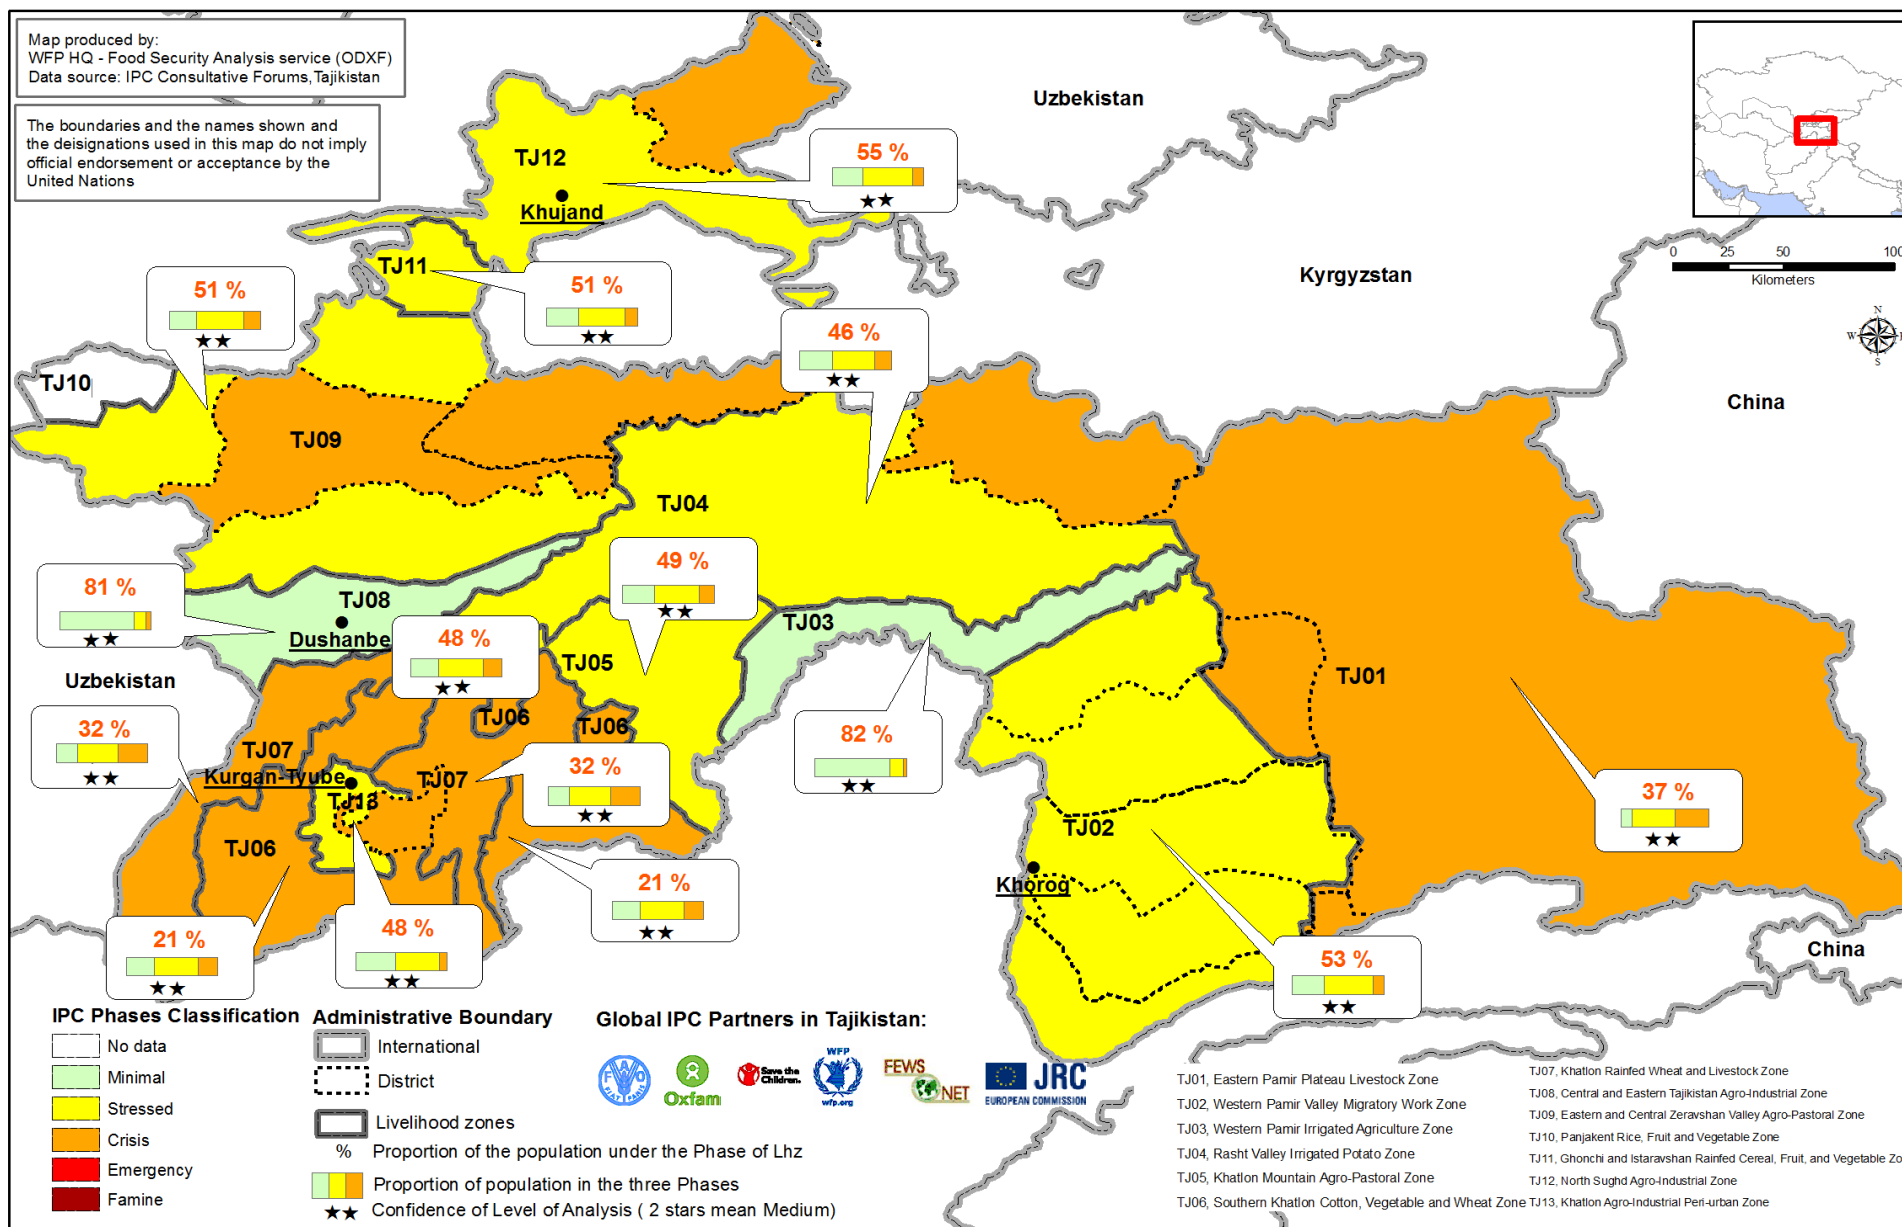 Map produced by:
WFP HQ - Food Security Analysis service (ODXF)
Data source: IPC Consultative Forums,Tajikistan
The boundaries and the names shown and
the deisignations used in this map do not imply
official endorsement or acceptance by the
United Nations
Uzbekistan
TJ12
55 %
★★
Khujand
TJ11
51 %
★★
51 %
★★
Kyrgyzstan
0 25 50 100
Kilometers
N
W
S
46 %
★★
TJ10
China
TJ09
TJ04
49 %
★★
81 %
★★
TJ08
Dushanbe
TJ03
48 %
★★
TJ05
Uzbekistan
TJ01
TJ06
TJ06
32 %
★★
TJ07
82 %
★★
Kurgan-Tyube
TJ07
32 %
★★
TJ13
37 %
★★
TJ02
TJ06
Khorog
21 %
★★
21 %
★★
48 %
★★
53 %
★★
China
IPC Phases Classification
No data
Minimal
Stressed
Crisis
Emergency
Famine
Administrative Boundary
International
District
Livelihood zones
% Proportion of the population under the Phase of Lhz
Proportion of population in the three Phases
★★ Confidence of Level of Analysis ( 2 stars mean Medium)
Global IPC Partners in Tajikistan:
FAO
FIAT PANIS
Oxfam
Save the
Children.
WFP
wfp.org
FEWS
NET
JRC
EUROPEAN COMMISSION
TJ01, Eastern Pamir Plateau Livestock Zone
TJ02, Western Pamir Valley Migratory Work Zone
TJ03, Western Pamir Irrigated Agriculture Zone
TJ04, Rasht Valley Irrigated Potato Zone
TJ05, Khatlon Mountain Agro-Pastoral Zone
TJ06, Southern Khatlon Cotton, Vegetable and Wheat Zone
TJ07, Khatlon Rainfed Wheat and Livestock Zone
TJ08, Central and Eastern Tajikistan Agro-Industrial Zone
TJ09, Eastern and Central Zeravshan Valley Agro-Pastoral Zone
TJ10, Panjakent Rice, Fruit and Vegetable Zone
TJ11, Ghonchi and Istaravshan Rainfed Cereal, Fruit, and Vegetable Zo
TJ12, North Sughd Agro-Industrial Zone
TJ13, Khatlon Agro-Industrial Peri-urban Zone